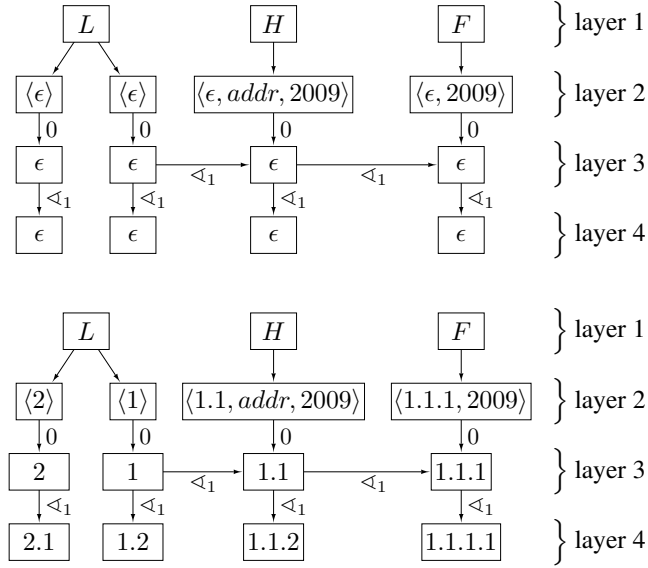 L H F } layer 1
⟨ϵ⟩ ⟨ϵ⟩ ⟨ϵ, addr, 2009⟩ ⟨ϵ, 2009⟩ } layer 2
0 0 0 0
ϵ ϵ ϵ ϵ } layer 3
∢₁ ∢₁ ∢₁ ∢₁ ∢₁ ∢₁
ϵ ϵ ϵ ϵ } layer 4
L H F } layer 1
⟨2⟩ ⟨1⟩ ⟨1.1, addr, 2009⟩ ⟨1.1.1, 2009⟩ } layer 2
0 0 0 0
2 1 1.1 1.1.1 } layer 3
∢₁ ∢₁ ∢₁ ∢₁ ∢₁ ∢₁
2.1 1.2 1.1.2 1.1.1.1 } layer 4